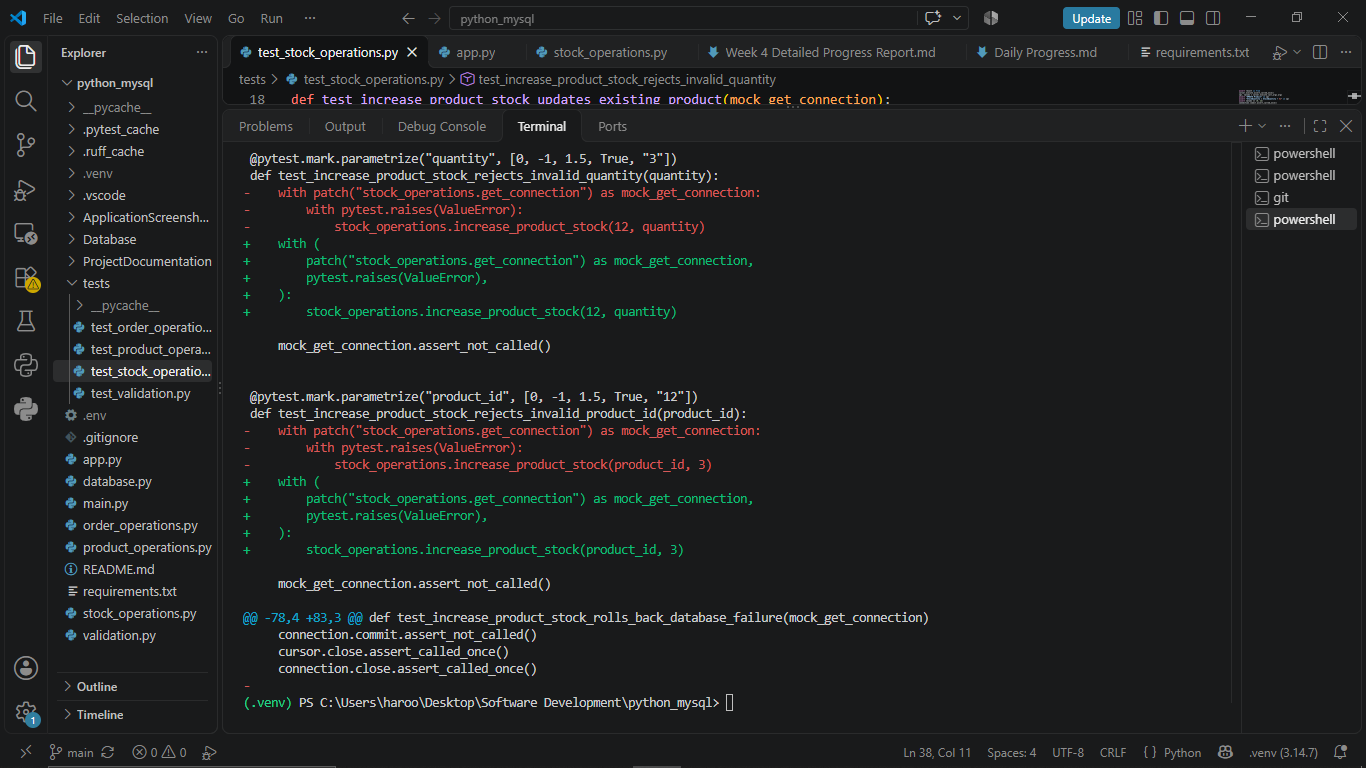 File Edit Selection View Go Run ···
python_mysql
Update
Explorer
python_mysql
__pycache__
.pytest_cache
.ruff_cache
.venv
.vscode
ApplicationScreensh...
Database
ProjectDocumentation
tests
__pycache__
test_order_operatio...
test_product_opera...
test_stock_operatio...
test_validation.py
.env
.gitignore
app.py
database.py
main.py
order_operations.py
product_operations.py
README.md
requirements.txt
stock_operations.py
validation.py
Outline
Timeline
test_stock_operations.py app.py stock_operations.py Week 4 Detailed Progress Report.md Daily Progress.md requirements.txt
tests > test_stock_operations.py > test_increase_product_stock_rejects_invalid_quantity
18 def test_increase_product_stock_updates_existing_product(mock_get_connection):
Problems Output Debug Console Terminal Ports
@pytest.mark.parametrize("quantity", [0, -1, 1.5, True, "3"])
def test_increase_product_stock_rejects_invalid_quantity(quantity):
-    with patch("stock_operations.get_connection") as mock_get_connection:
-        with pytest.raises(ValueError):
-            stock_operations.increase_product_stock(12, quantity)
+    with (
+        patch("stock_operations.get_connection") as mock_get_connection,
+        pytest.raises(ValueError),
+    ):
+        stock_operations.increase_product_stock(12, quantity)
mock_get_connection.assert_not_called()
@pytest.mark.parametrize("product_id", [0, -1, 1.5, True, "12"])
def test_increase_product_stock_rejects_invalid_product_id(product_id):
-    with patch("stock_operations.get_connection") as mock_get_connection:
-        with pytest.raises(ValueError):
-            stock_operations.increase_product_stock(product_id, 3)
+    with (
+        patch("stock_operations.get_connection") as mock_get_connection,
+        pytest.raises(ValueError),
+    ):
+        stock_operations.increase_product_stock(product_id, 3)
mock_get_connection.assert_not_called()
@@ -78,4 +83,3 @@ def test_increase_product_stock_rolls_back_database_failure(mock_get_connection)
connection.commit.assert_not_called()
cursor.close.assert_called_once()
connection.close.assert_called_once()
-
(.venv) PS C:\Users\haroo\Desktop\Software Development\python_mysql>
powershell
powershell
git
powershell
1
main 0 0 Ln 38, Col 11 Spaces: 4 UTF-8 CRLF { } Python .venv (3.14.7)